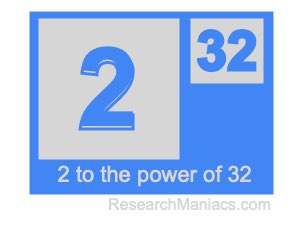 2 32
2 to the power of 32
ResearchManiacs.com